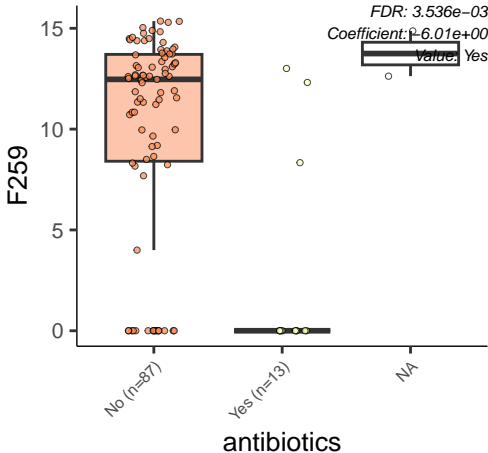 FDR: 3.536e−03
Coefficient: −6.01e+00
Value: Yes
15
10
5
0
F259
No (n=87)
Yes (n=13)
NA
antibiotics